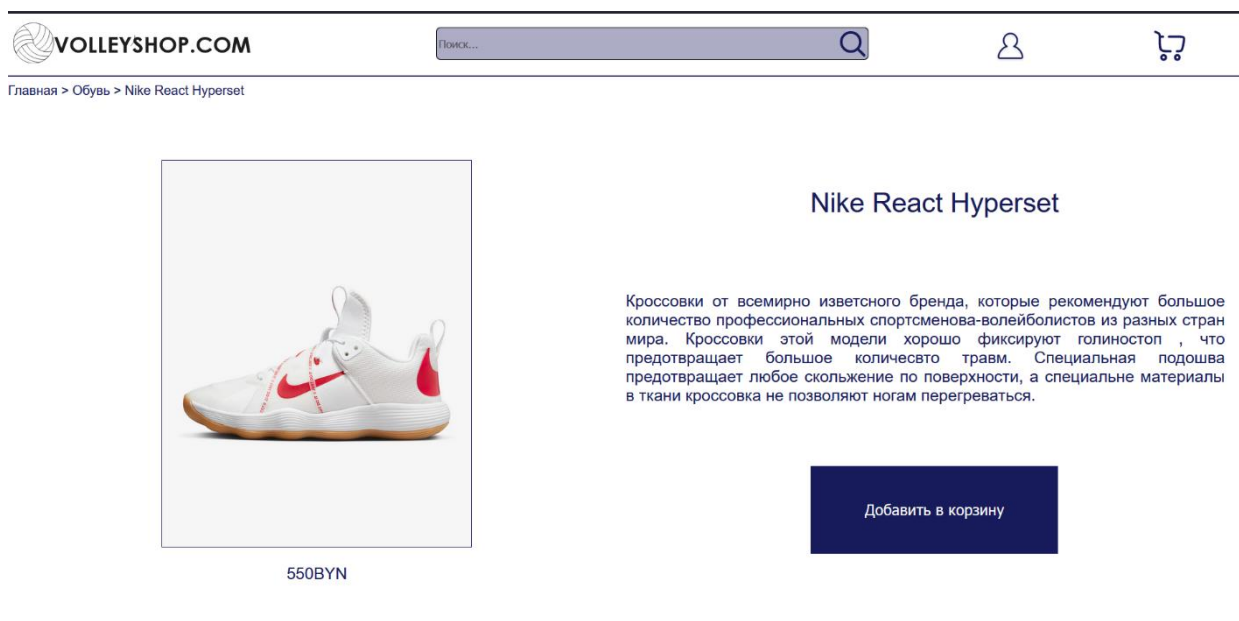 VOLLEYSHOP.COM
Поиск...
Главная > Обувь > Nike React Hyperset
Nike React Hyperset
Кроссовки от всемирно изветсного бренда, которые рекомендуют большое
количество профессиональных спортсменова-волейболистов из разных стран
мира. Кроссовки этой модели хорошо фиксируют голиностоп , что
предотвращает большое количесвто травм. Специальная подошва
предотвращает любое скольжение по поверхности, а специальне материалы
в ткани кроссовка не позволяют ногам перегреваться.
Добавить в корзину
550BYN